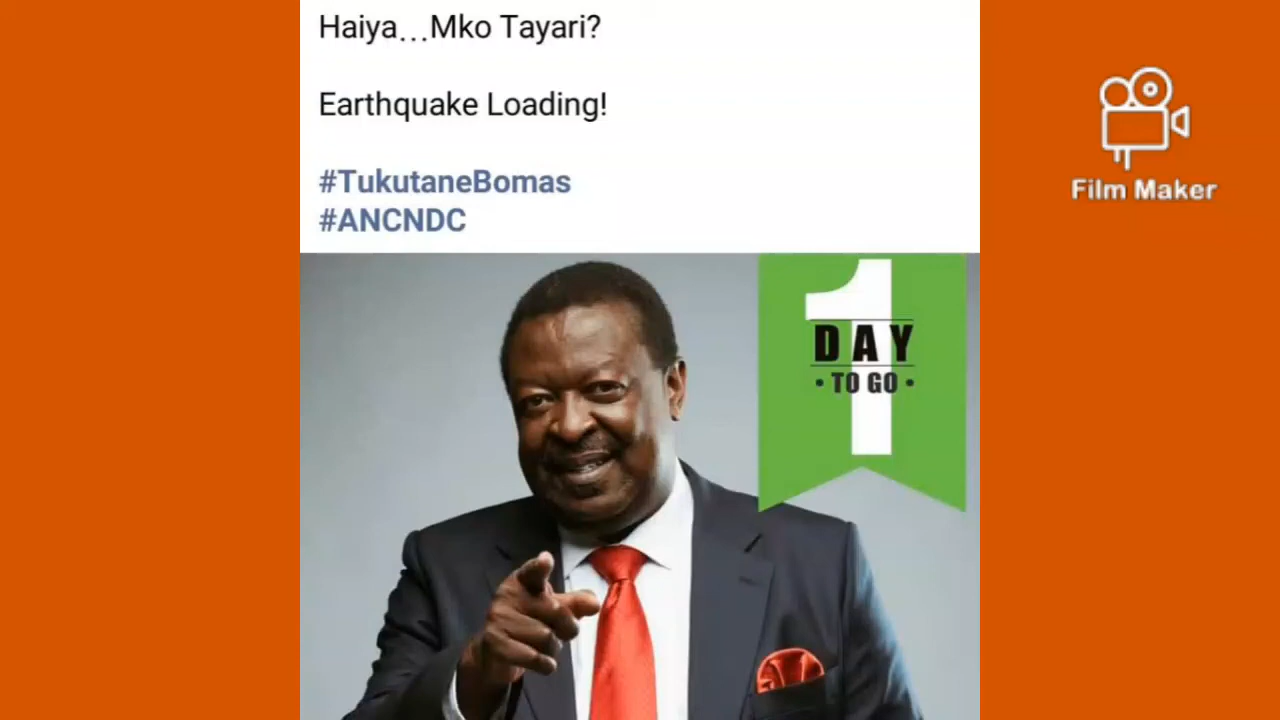 Haiya...Mko Tayari?
Earthquake Loading!
#TukutaneBomas
#ANCNDC
Film Maker
1
DAY
• TO GO •